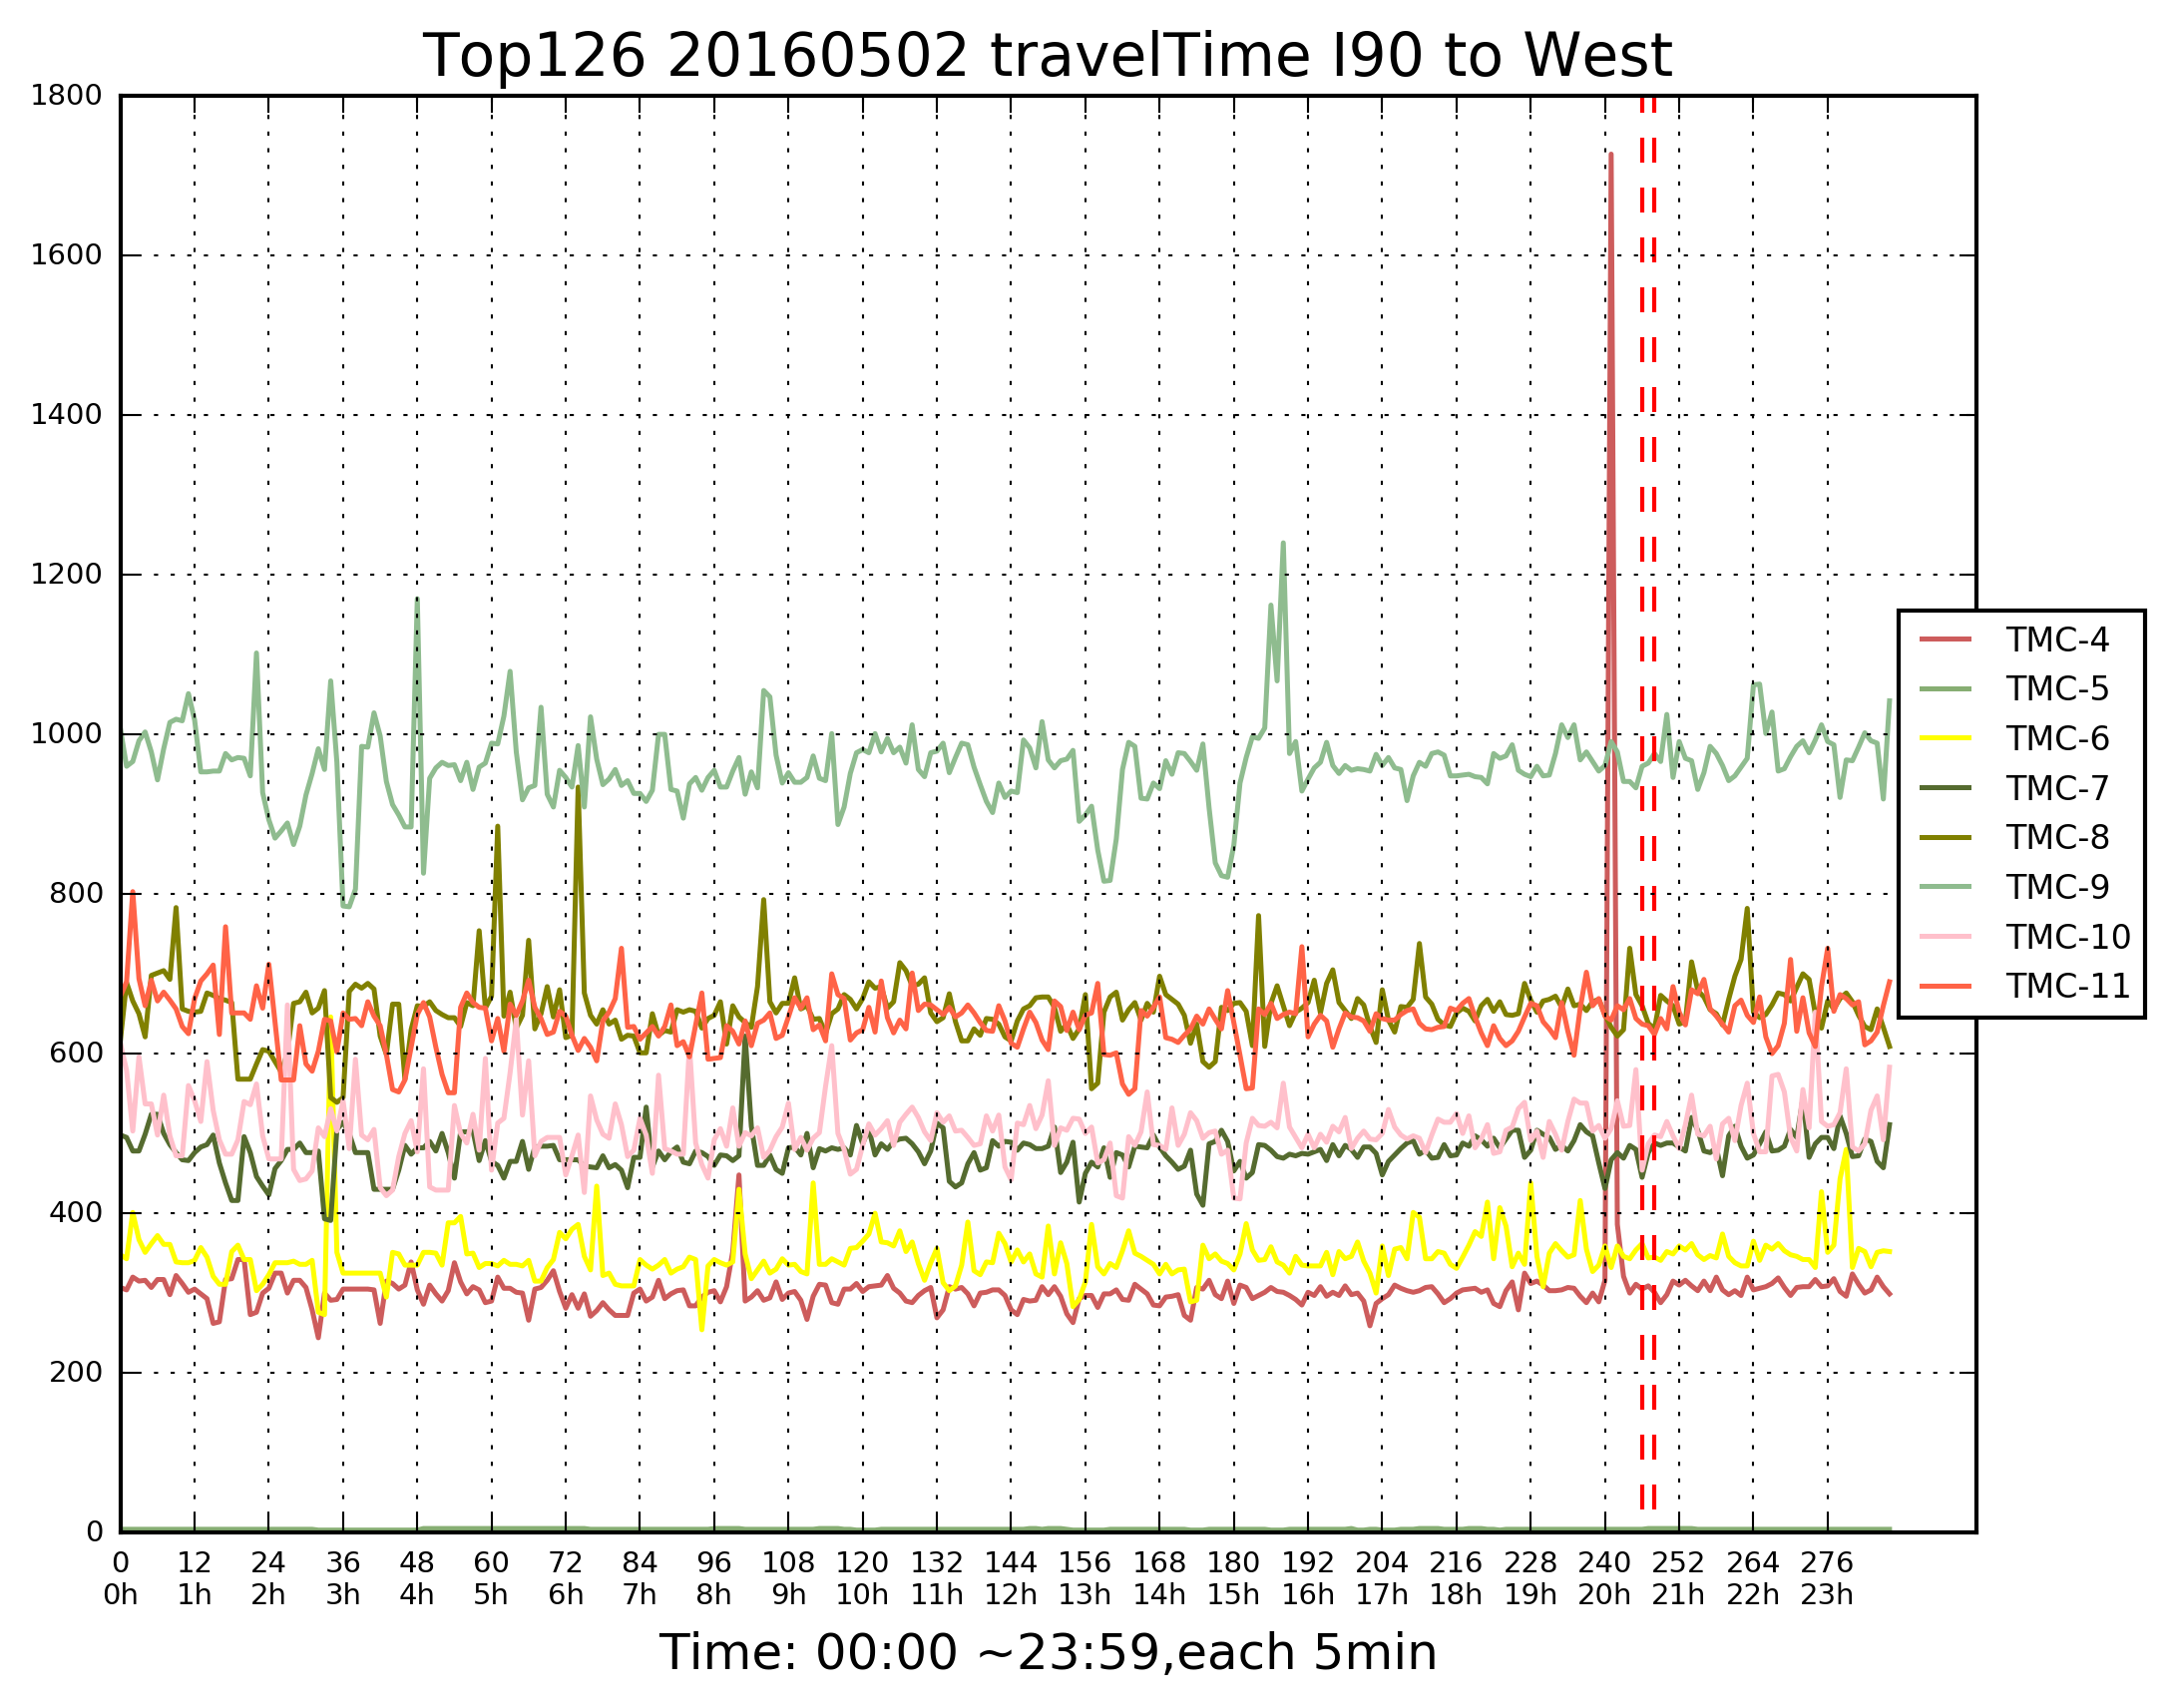 Top126 20160502 travelTime I90 to West
1800
1600
1400
1200
1000
800
600
400
200
0
TMC-4
TMC-5
TMC-6
TMC-7
TMC-8
TMC-9
TMC-10
TMC-11
0 12 24 36 48 60 72 84 96 108 120 132 144 156 168 180 192 204 216 228 240 252 264 276
0h 1h 2h 3h 4h 5h 6h 7h 8h 9h 10h 11h 12h 13h 14h 15h 16h 17h 18h 19h 20h 21h 22h 23h
Time: 00:00 ~23:59,each 5min